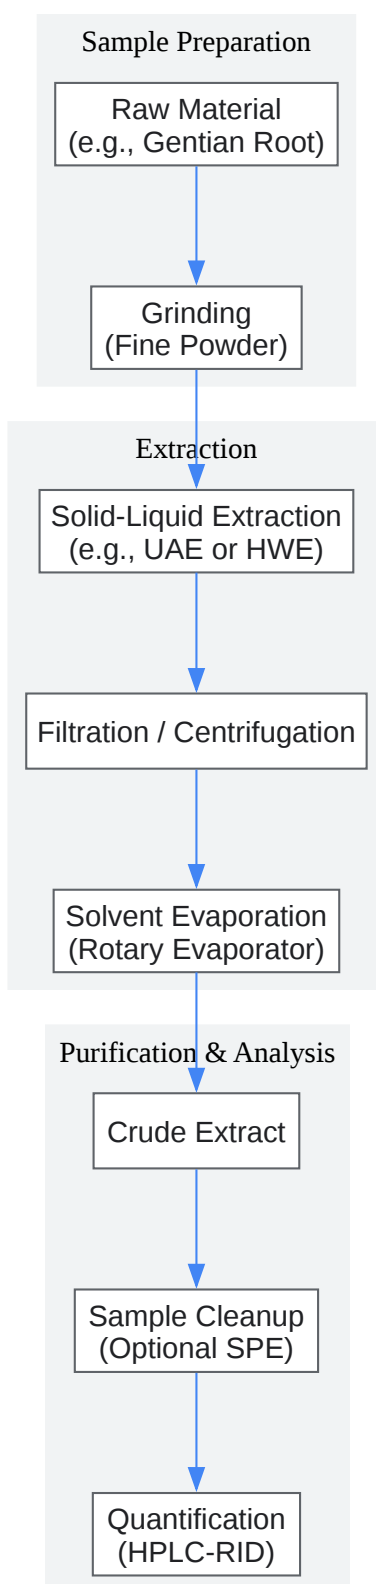 Sample Preparation
Raw Material
(e.g., Gentian Root)
Grinding
(Fine Powder)
Extraction
Solid-Liquid Extraction
(e.g., UAE or HWE)
Filtration / Centrifugation
Solvent Evaporation
(Rotary Evaporator)
Purification & Analysis
Crude Extract
Sample Cleanup
(Optional SPE)
Quantification
(HPLC-RID)